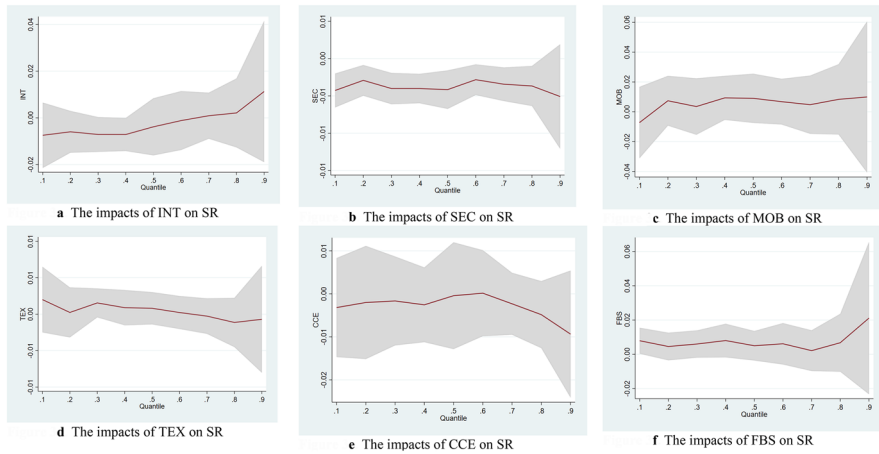 0.04
0.02
0.00
-0.02
INT
.1 .2 .3 .4 .5 .6 .7 .8 .9
Quantile
a The impacts of INT on SR
0.01
0.00
-0.01
-0.01
SEC
.1 .2 .3 .4 .5 .6 .7 .8 .9
Quantile
b The impacts of SEC on SR
0.06
0.04
0.02
0.00
-0.02
-0.04
MOB
.1 .2 .3 .4 .5 .6 .7 .8 .9
Quantile
c The impacts of MOB on SR
0.01
0.01
0.00
-0.01
-0.01
TEX
.1 .2 .3 .4 .5 .6 .7 .8 .9
Quantile
d The impacts of TEX on SR
0.01
0.00
-0.01
-0.02
CCE
.1 .2 .3 .4 .5 .6 .7 .8 .9
Quantile
e The impacts of CCE on SR
0.06
0.04
0.02
0.00
-0.02
FBS
.1 .2 .3 .4 .5 .6 .7 .8 .9
Quantile
f The impacts of FBS on SR